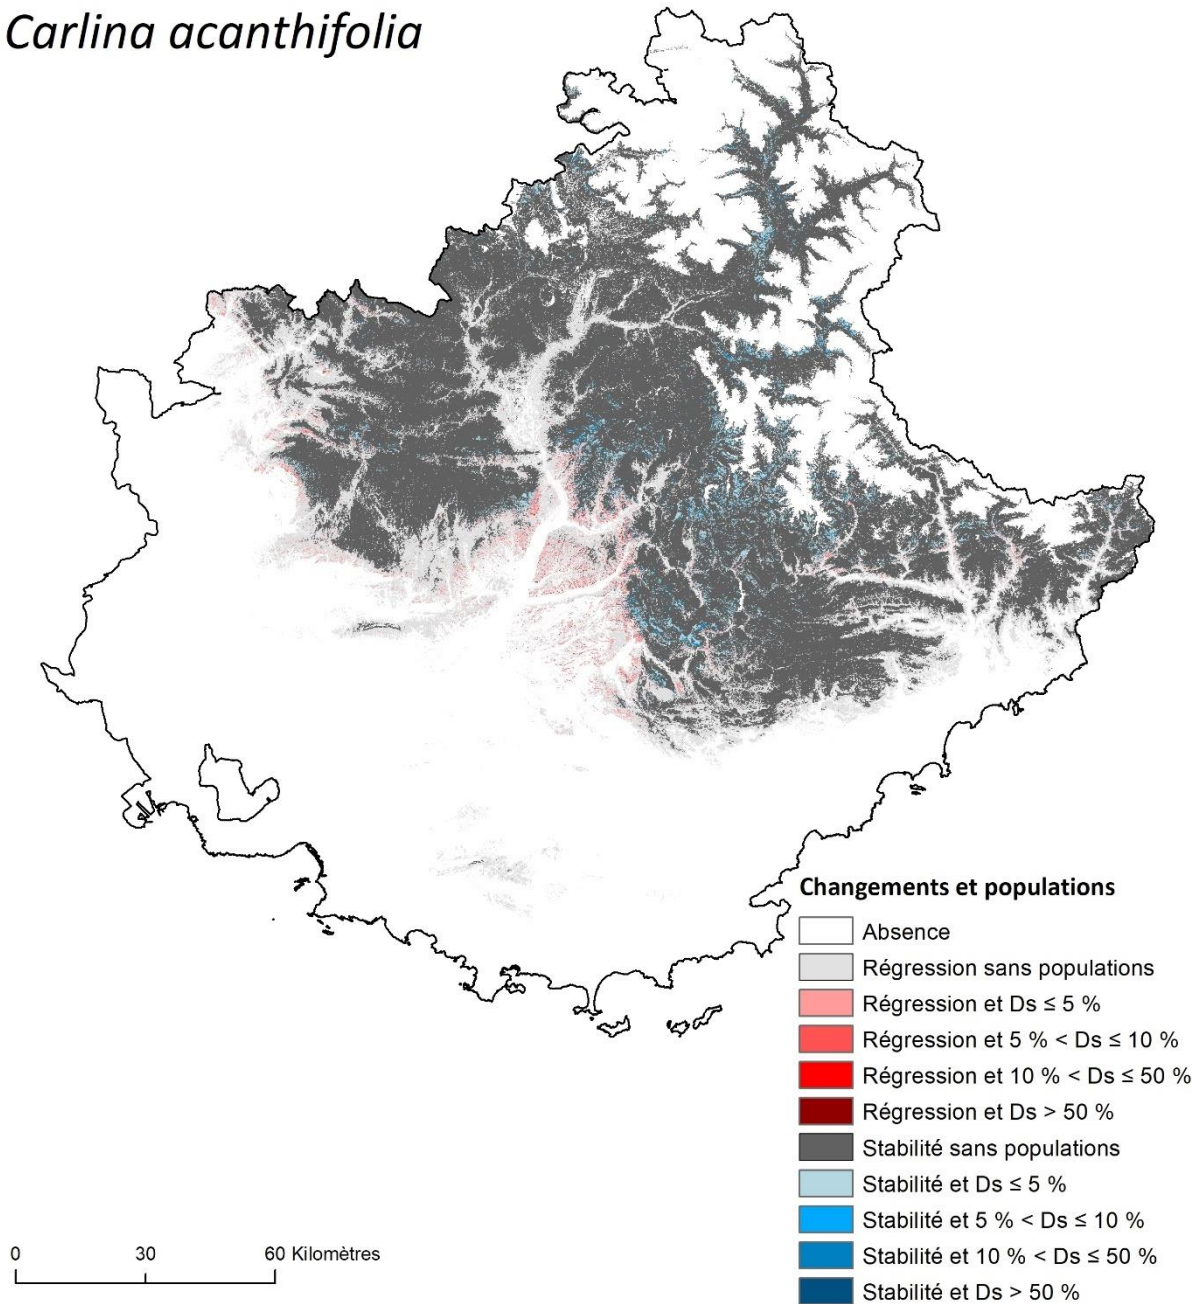 Carlina acanthifolia
Changements et populations
Absence
Régression sans populations
Régression et Ds ≤ 5 %
Régression et 5 % < Ds ≤ 10 %
Régression et 10 % < Ds ≤ 50 %
Régression et Ds > 50 %
Stabilité sans populations
Stabilité et Ds ≤ 5 %
Stabilité et 5 % < Ds ≤ 10 %
Stabilité et 10 % < Ds ≤ 50 %
Stabilité et Ds > 50 %
0 30 60 Kilomètres